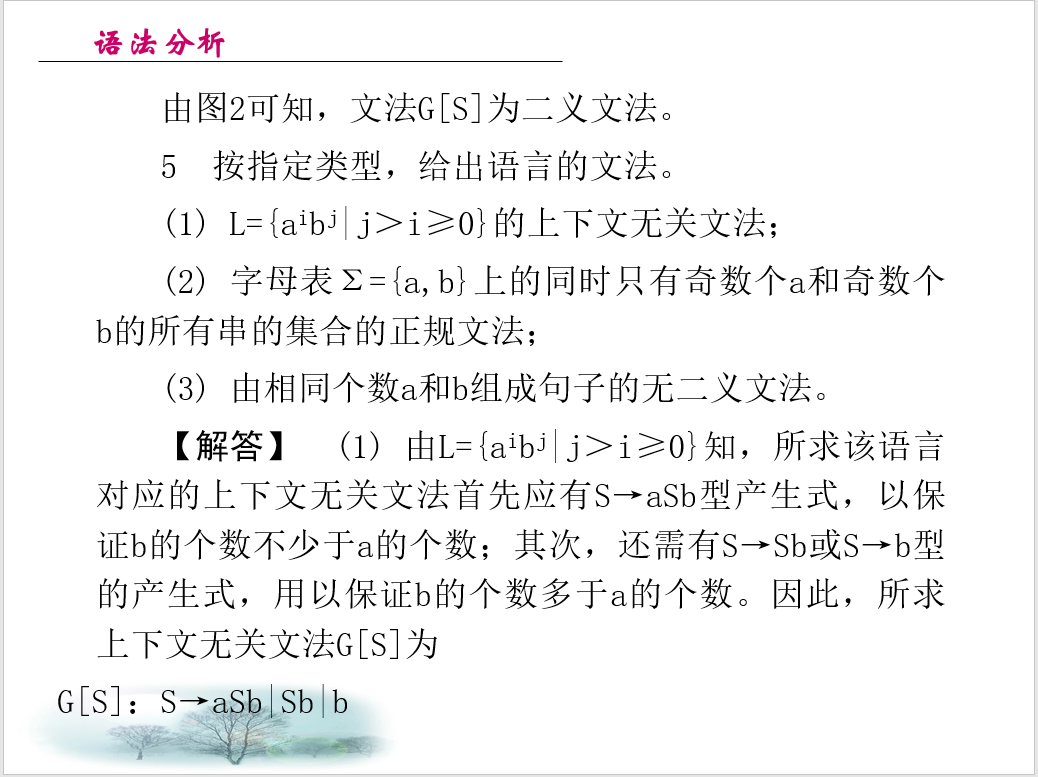 语法分析
由图2可知，文法G[S]为二义文法。
5 按指定类型，给出语言的文法。
(1) L={aⁱbʲ|j＞i≥0}的上下文无关文法；
(2) 字母表Σ={a,b}上的同时只有奇数个a和奇数个
b的所有串的集合的正规文法；
(3) 由相同个数a和b组成句子的无二义文法。
【解答】 (1) 由L={aⁱbʲ|j＞i≥0}知，所求该语言
对应的上下文无关文法首先应有S→aSb型产生式，以保
证b的个数不少于a的个数；其次，还需有S→Sb或S→b型
的产生式，用以保证b的个数多于a的个数。因此，所求
上下文无关文法G[S]为
G[S]：S→aSb|Sb|b